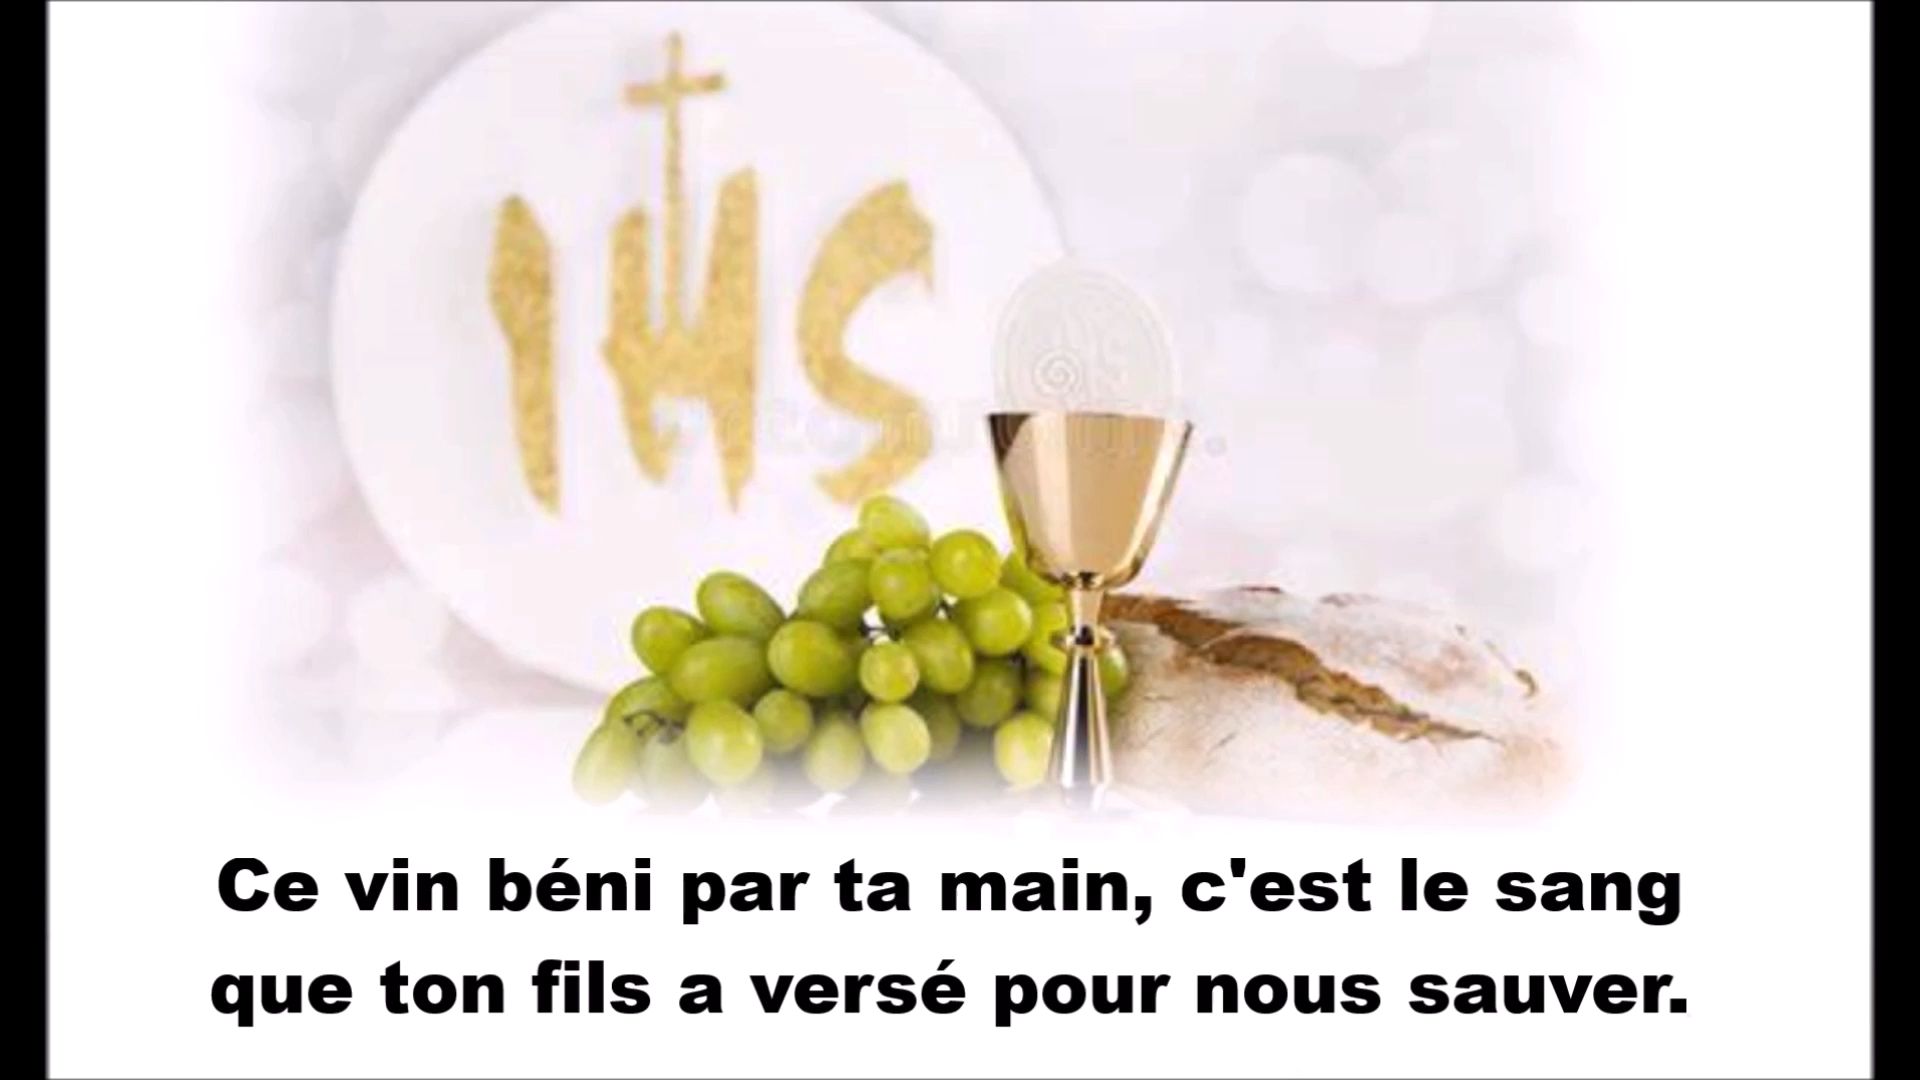 IHS
Ce vin béni par ta main, c'est le sang
que ton fils a versé pour nous sauver.